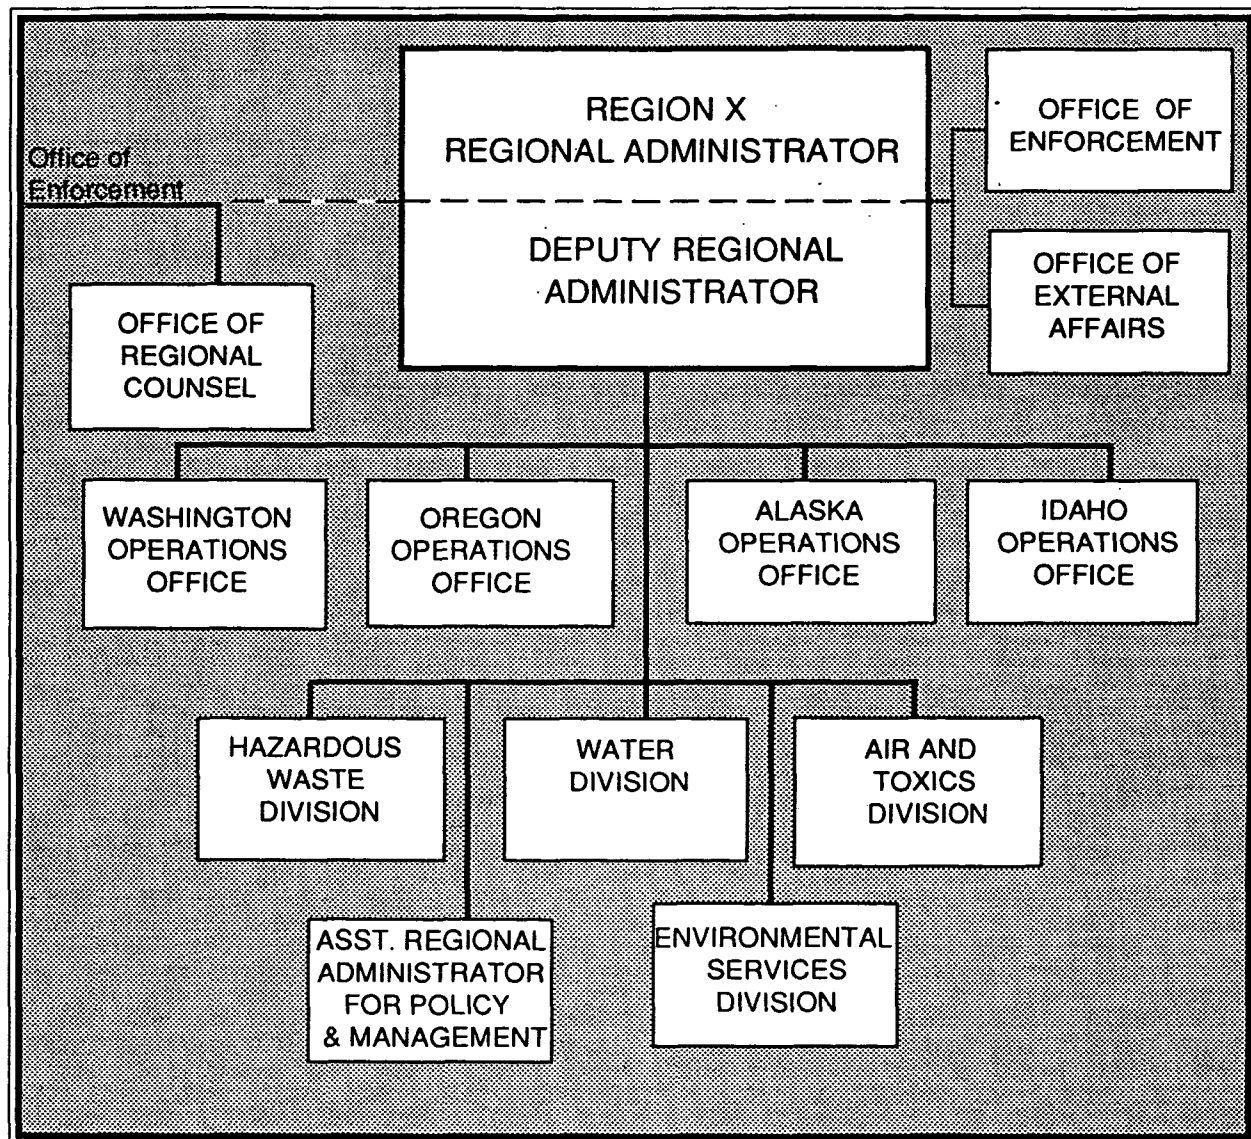 REGION X
REGIONAL ADMINISTRATOR
DEPUTY REGIONAL
ADMINISTRATOR
OFFICE OF
ENFORCEMENT
OFFICE OF
EXTERNAL
AFFAIRS
Office of
Enforcement
OFFICE OF
REGIONAL
COUNSEL
WASHINGTON
OPERATIONS
OFFICE
OREGON
OPERATIONS
OFFICE
ALASKA
OPERATIONS
OFFICE
IDAHO
OPERATIONS
OFFICE
HAZARDOUS
WASTE
DIVISION
WATER
DIVISION
AIR AND
TOXICS
DIVISION
ASST. REGIONAL
ADMINISTRATOR
FOR POLICY
& MANAGEMENT
ENVIRONMENTAL
SERVICES
DIVISION